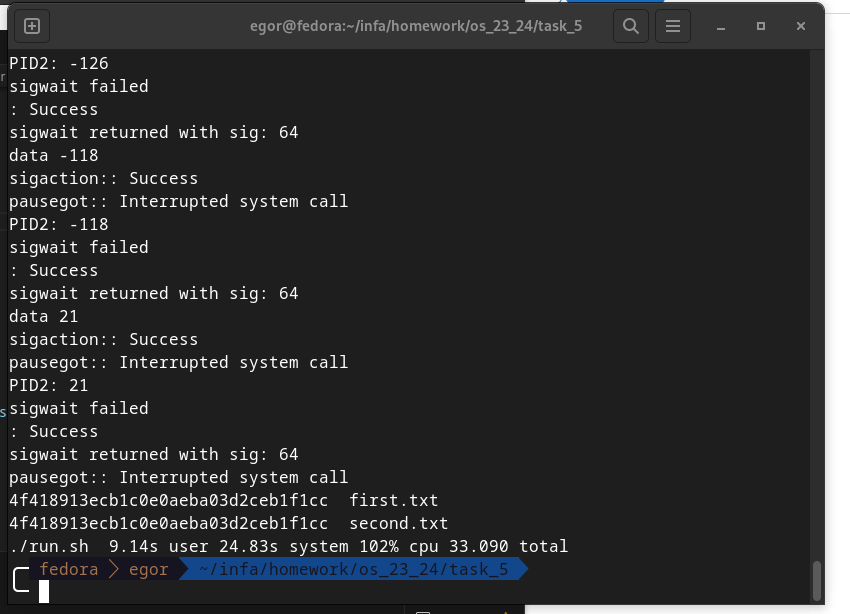 egor@fedora:~/infa/homework/os_23_24/task_5
PID2: -126
sigwait failed
: Success
sigwait returned with sig: 64
data -118
sigaction:: Success
pausegot:: Interrupted system call
PID2: -118
sigwait failed
: Success
sigwait returned with sig: 64
data 21
sigaction:: Success
pausegot:: Interrupted system call
PID2: 21
sigwait failed
: Success
sigwait returned with sig: 64
pausegot:: Interrupted system call
4f418913ecb1c0e0aeba03d2ceb1f1cc  first.txt
4f418913ecb1c0e0aeba03d2ceb1f1cc  second.txt
./run.sh  9.14s user 24.83s system 102% cpu 33.090 total
fedora egor ~/infa/homework/os_23_24/task_5